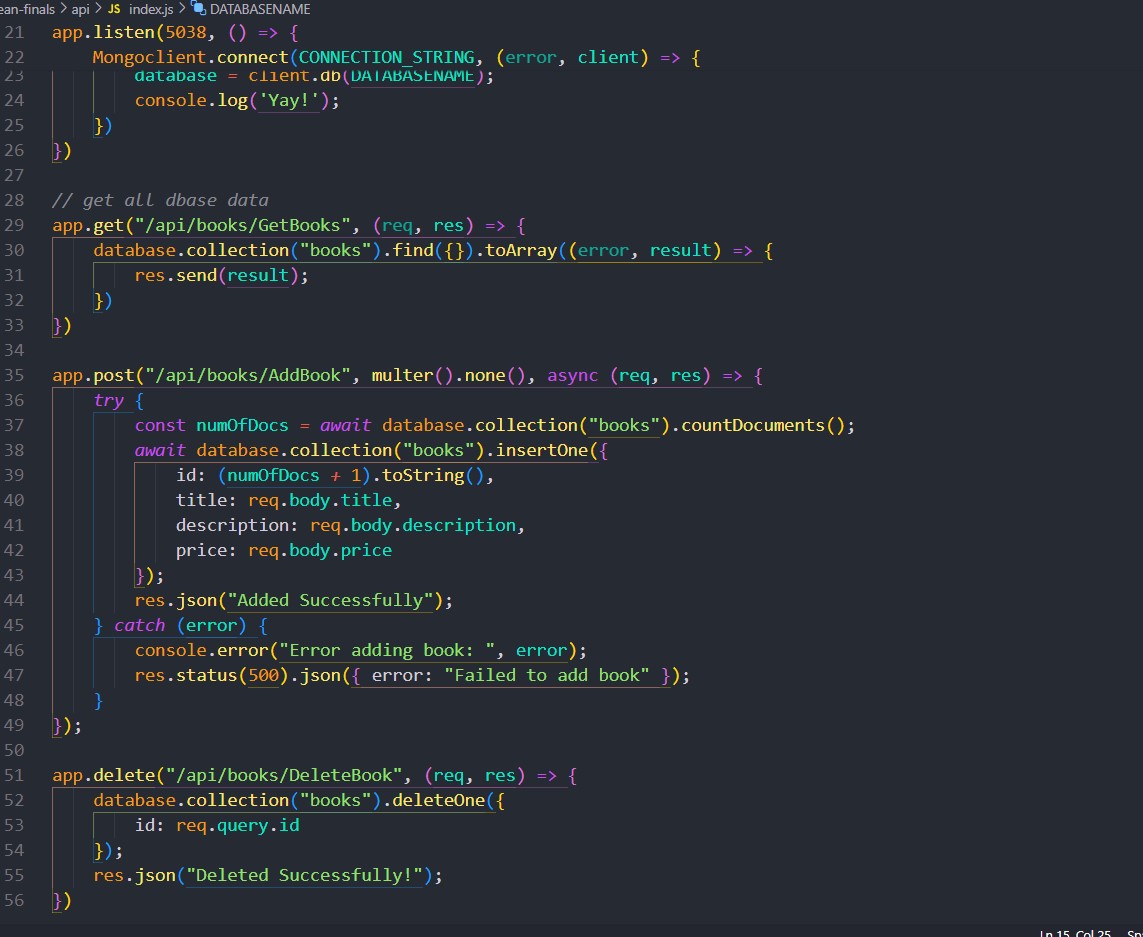 ean-finals > api > JS index.js > DATABASENAME
21 app.listen(5038, () => {
22     Mongoclient.connect(CONNECTION_STRING, (error, client) => {
23         database = client.db(DATABASENAME);
24         console.log('Yay!');
25     })
26 })
27
28 // get all dbase data
29 app.get("/api/books/GetBooks", (req, res) => {
30     database.collection("books").find({}).toArray((error, result) => {
31         res.send(result);
32     })
33 })
34
35 app.post("/api/books/AddBook", multer().none(), async (req, res) => {
36     try {
37         const numOfDocs = await database.collection("books").countDocuments();
38         await database.collection("books").insertOne({
39             id: (numOfDocs + 1).toString(),
40             title: req.body.title,
41             description: req.body.description,
42             price: req.body.price
43         });
44         res.json("Added Successfully");
45     } catch (error) {
46         console.error("Error adding book: ", error);
47         res.status(500).json({ error: "Failed to add book" });
48     }
49 });
50
51 app.delete("/api/books/DeleteBook", (req, res) => {
52     database.collection("books").deleteOne({
53         id: req.query.id
54     });
55     res.json("Deleted Successfully!");
56 })
Ln 15, Col 25